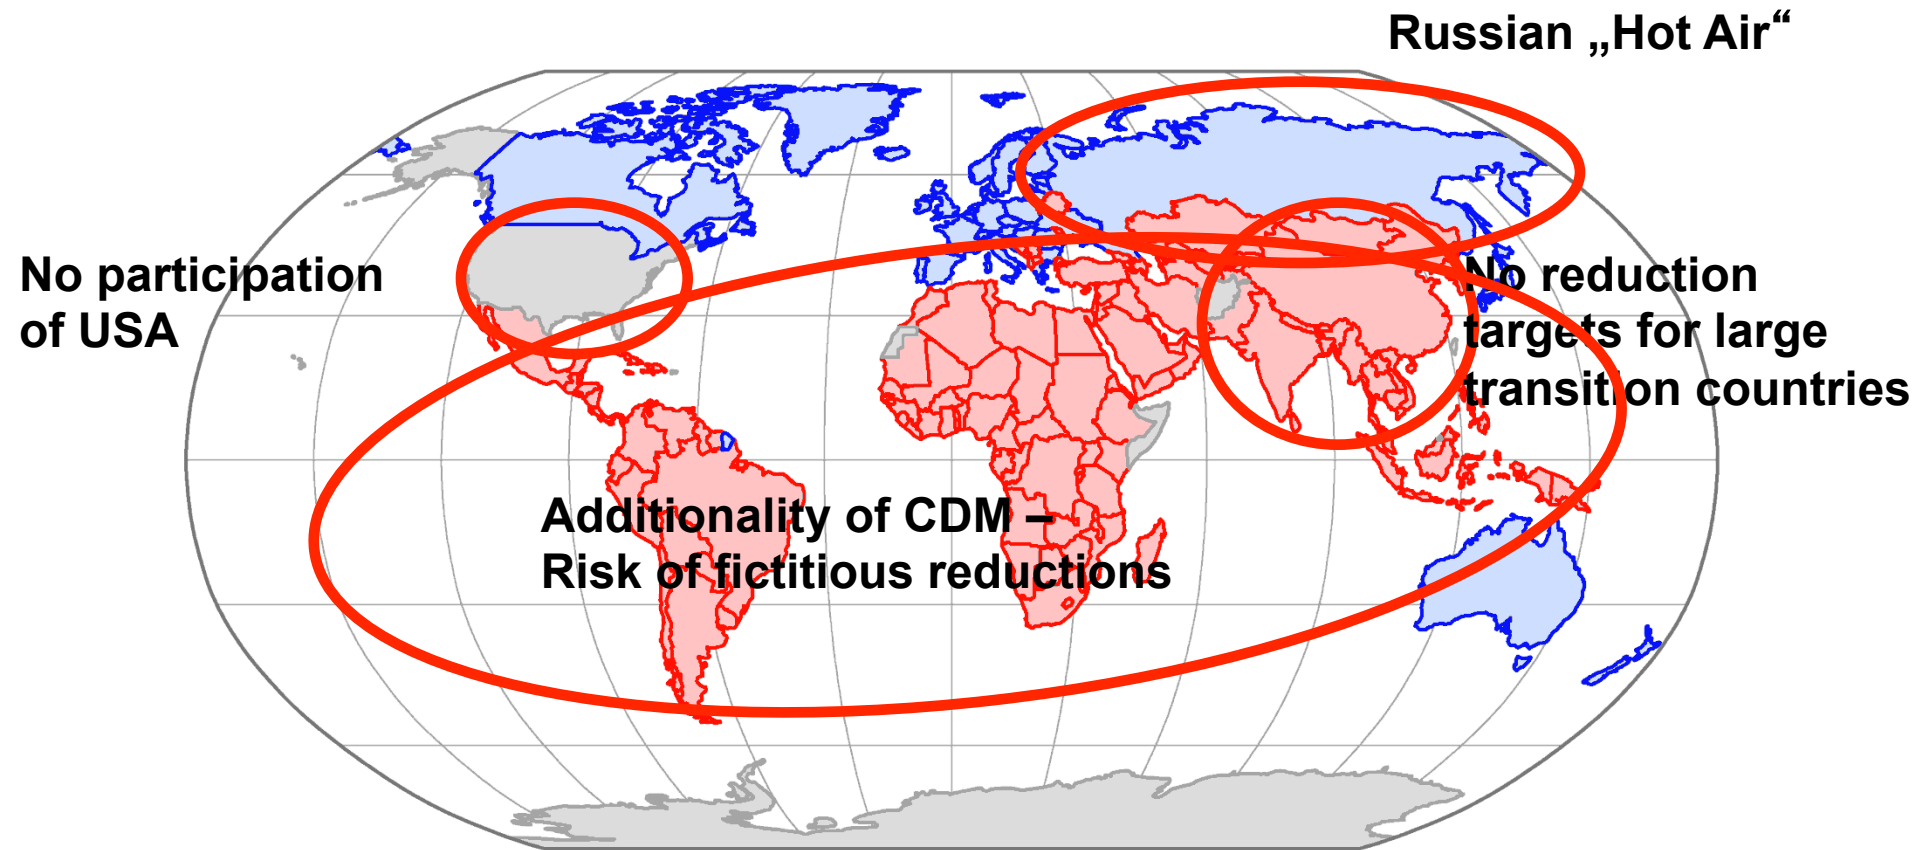 Russian „Hot Air“
No participation
of USA
No reduction
targets for large
transition countries
Additionality of CDM –
Risk of fictitious reductions